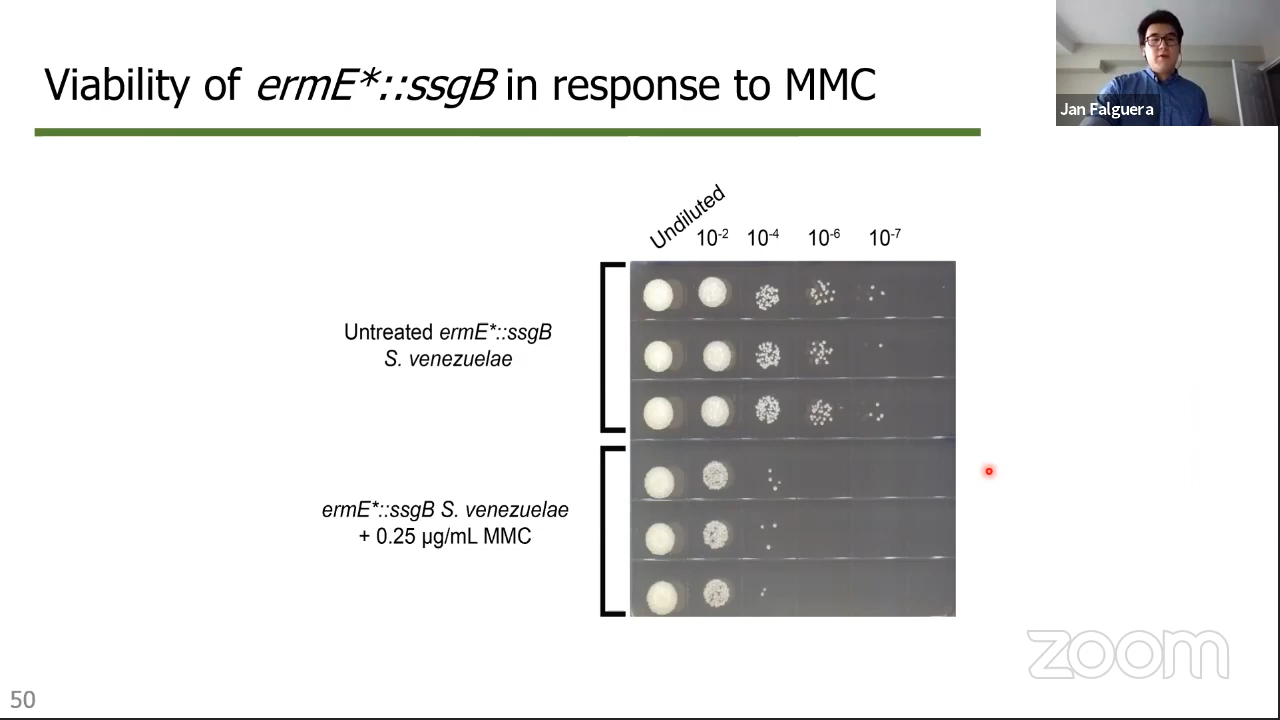 Viability of ermE*::ssgB in response to MMC
Jan Falguera
Undiluted
10-2 10-4 10-6 10-7
Untreated ermE*::ssgB
S. venezuelae
ermE*::ssgB S. venezuelae
+ 0.25 µg/mL MMC
zoom
50